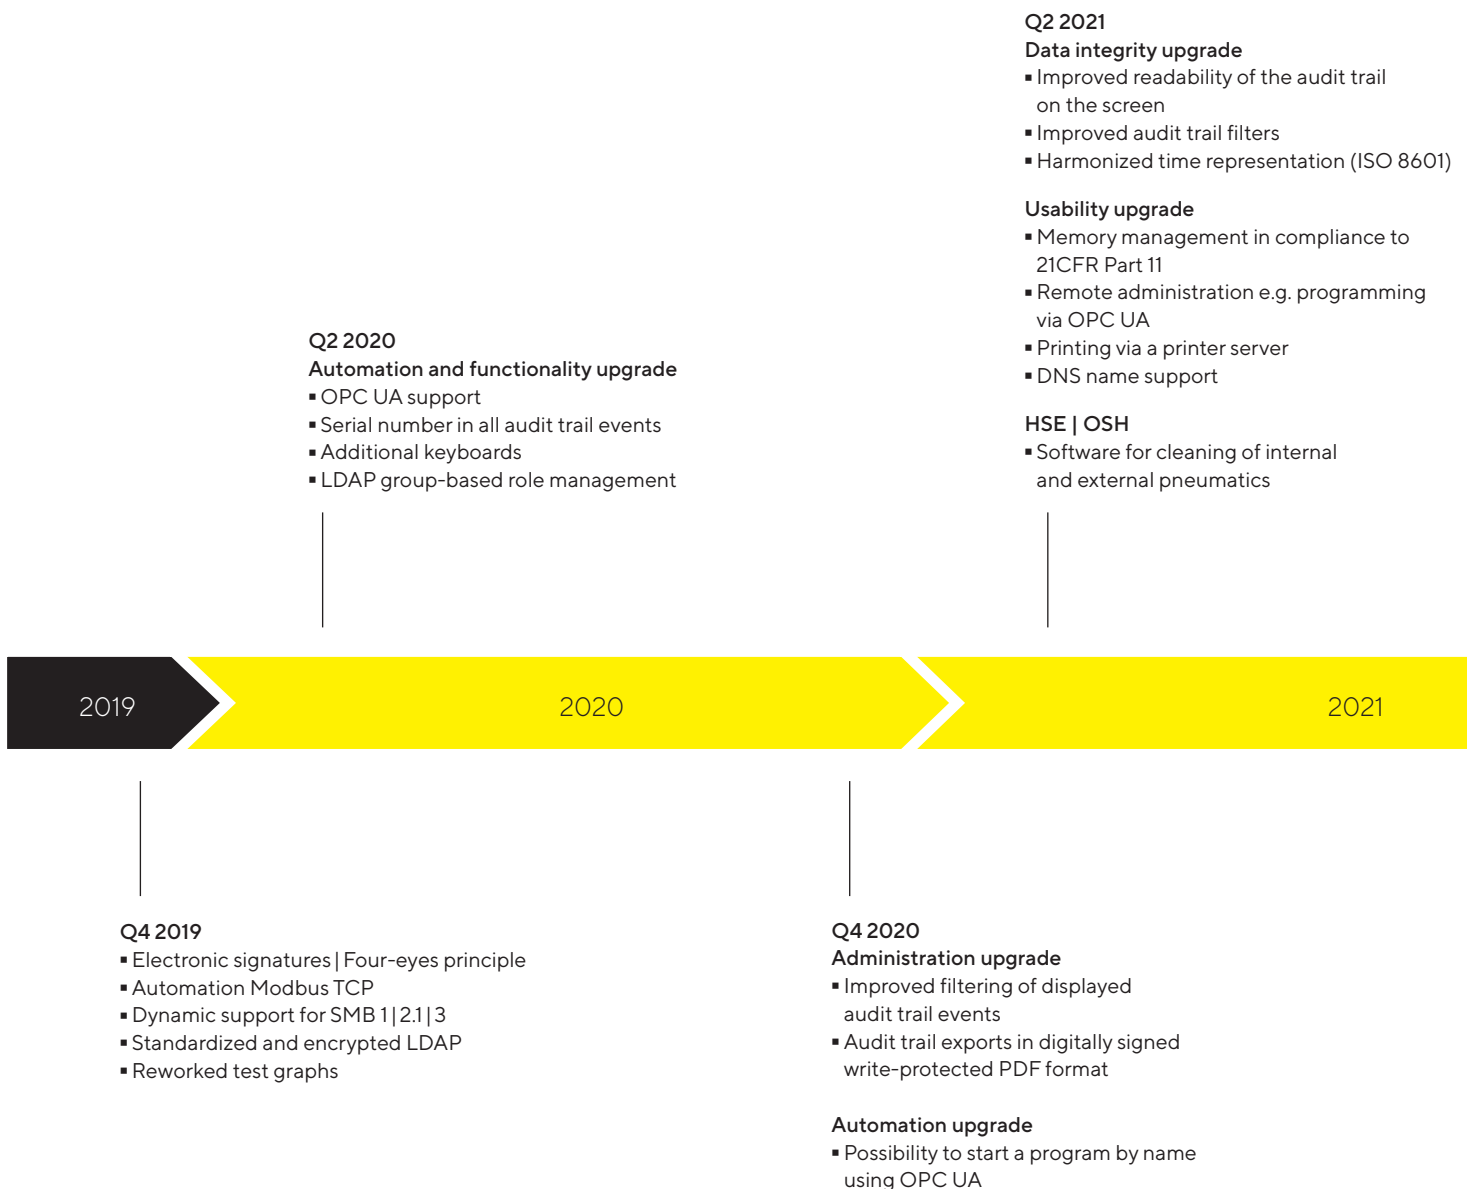 Q2 2021
Data integrity upgrade
▪ Improved readability of the audit trail
on the screen
▪ Improved audit trail filters
▪ Harmonized time representation (ISO 8601)
Usability upgrade
▪ Memory management in compliance to
21CFR Part 11
▪ Remote administration e.g. programming
via OPC UA
▪ Printing via a printer server
▪ DNS name support
HSE | OSH
▪ Software for cleaning of internal
and external pneumatics
Q2 2020
Automation and functionality upgrade
▪ OPC UA support
▪ Serial number in all audit trail events
▪ Additional keyboards
▪ LDAP group-based role management
2019
2020
2021
Q4 2019
▪ Electronic signatures | Four-eyes principle
▪ Automation Modbus TCP
▪ Dynamic support for SMB 1 | 2.1 | 3
▪ Standardized and encrypted LDAP
▪ Reworked test graphs
Q4 2020
Administration upgrade
▪ Improved filtering of displayed
audit trail events
▪ Audit trail exports in digitally signed
write-protected PDF format
Automation upgrade
▪ Possibility to start a program by name
using OPC UA